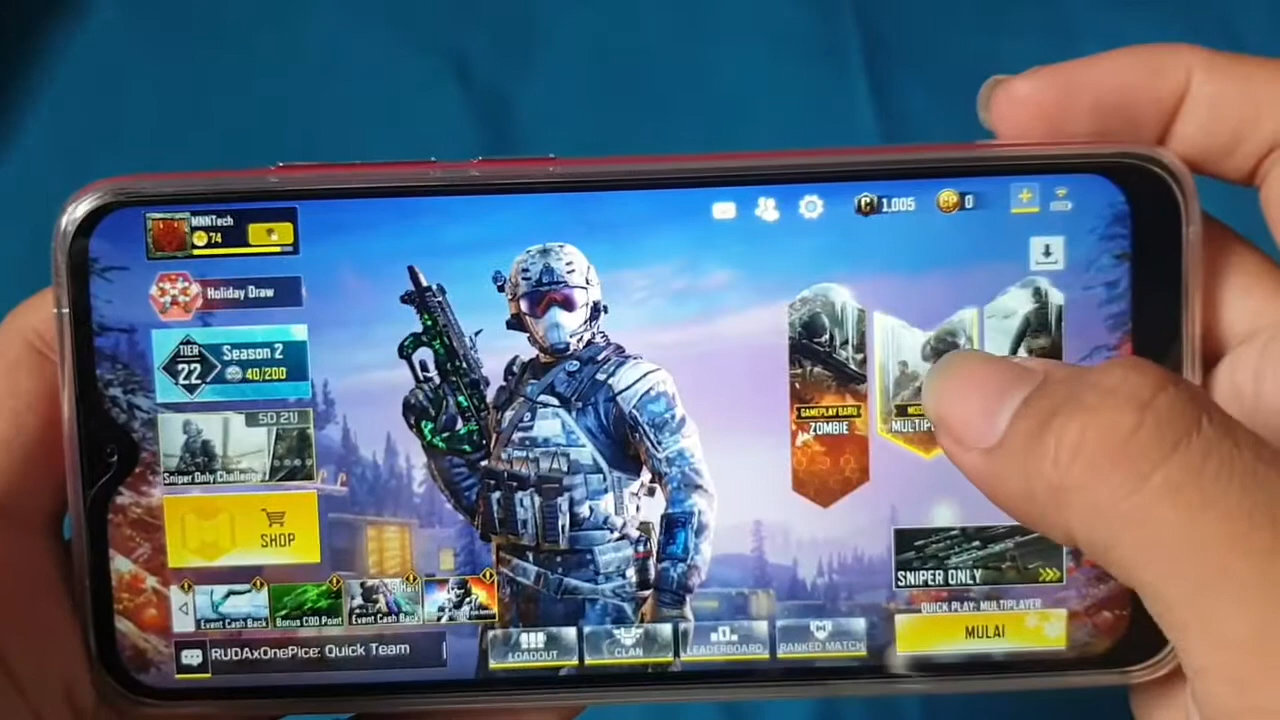 MNNTech
74
1,005
CP 0
Holiday Draw
TIER
22
Season 2
40/200
Sniper Only Challenge
SHOP
GAMEPLAY BARU
ZOMBIE
SNIPER ONLY
QUICK PLAY: MULTIPLAYER
MULAI
Event Cash Back
Bonus COD Point
Event Cash Back
RUDAxOnePice: Quick Team
LOADOUT
CLAN
LEADERBOARD
RANKED MATCH